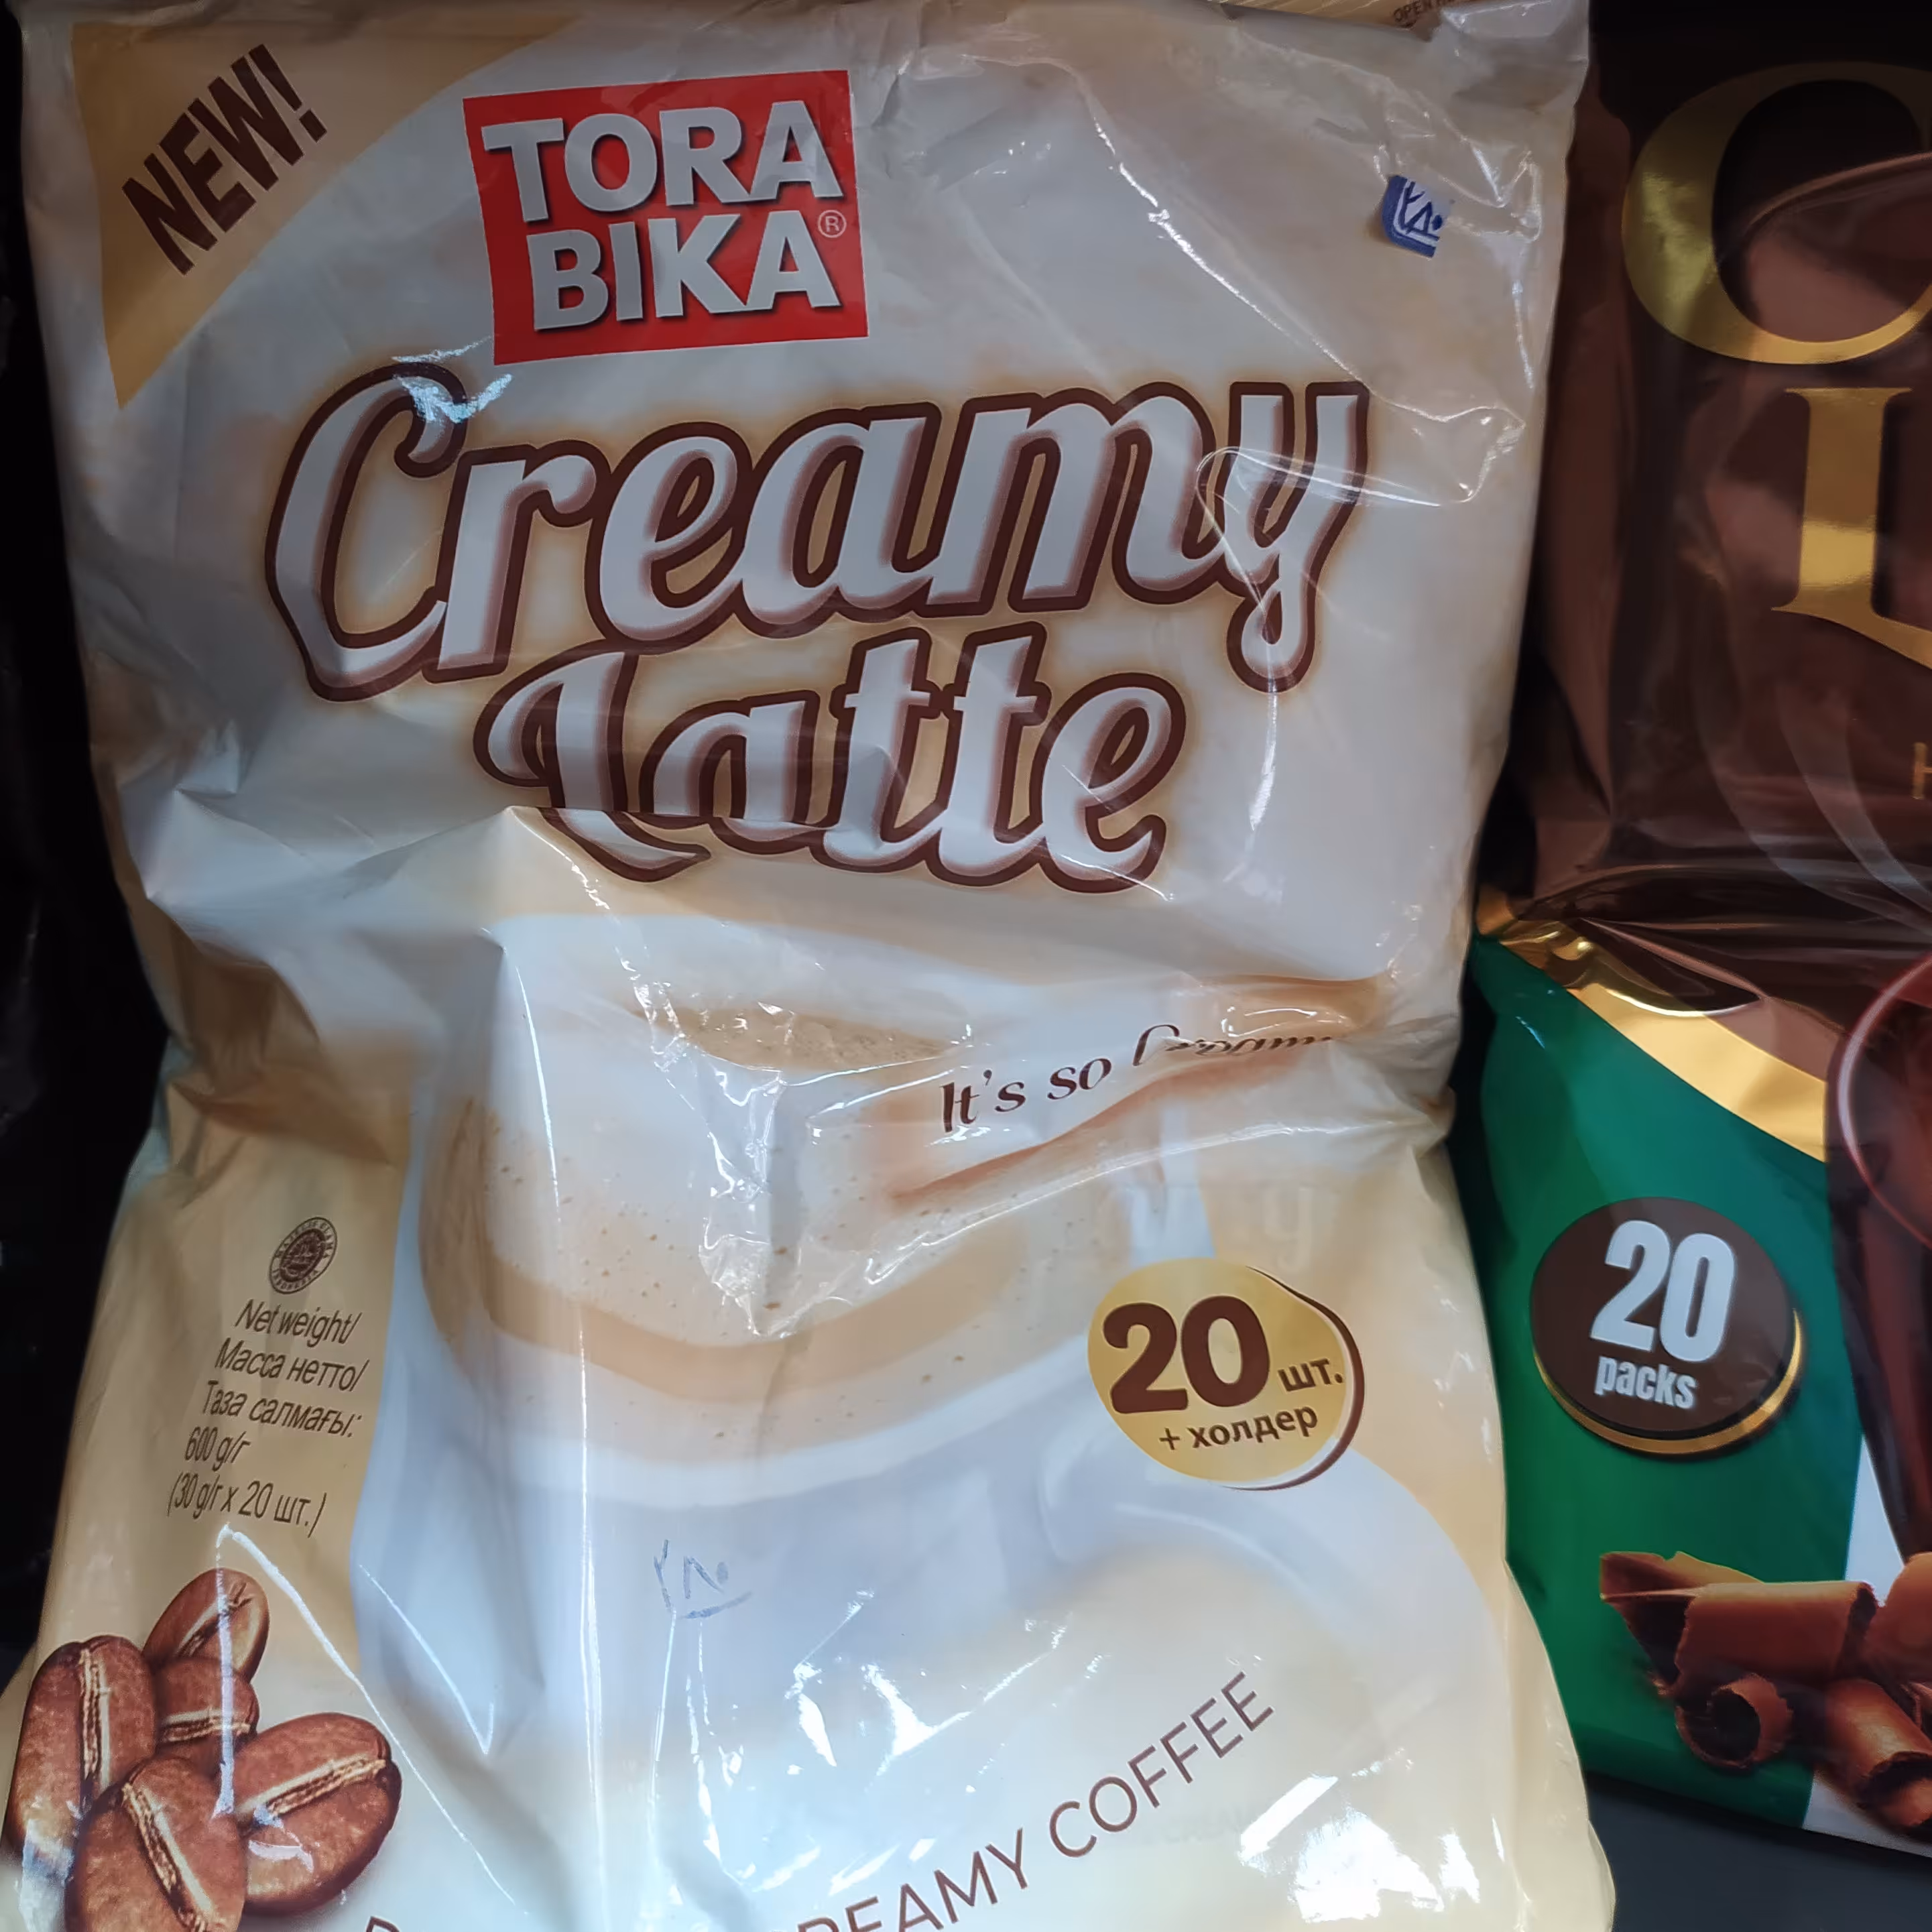 NEW!
TORA
BIKA®
Creamy
Latte
It's so
Net weight/
Масса нетто/
Таза салмағы:
600 g/г
(30 g/г x 20 шт.)
20 шт.
+ холдер
COFFEE
20
packs